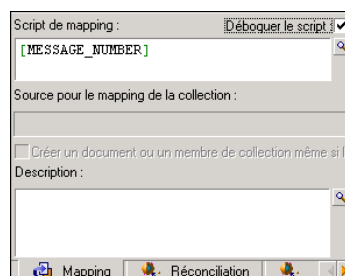 Script de mapping : Déboguer le script :
[MESSAGE_NUMBER]
Source pour le mapping de la collection :
Créer un document ou un membre de collection même si l
Description :
Mapping Réconciliation